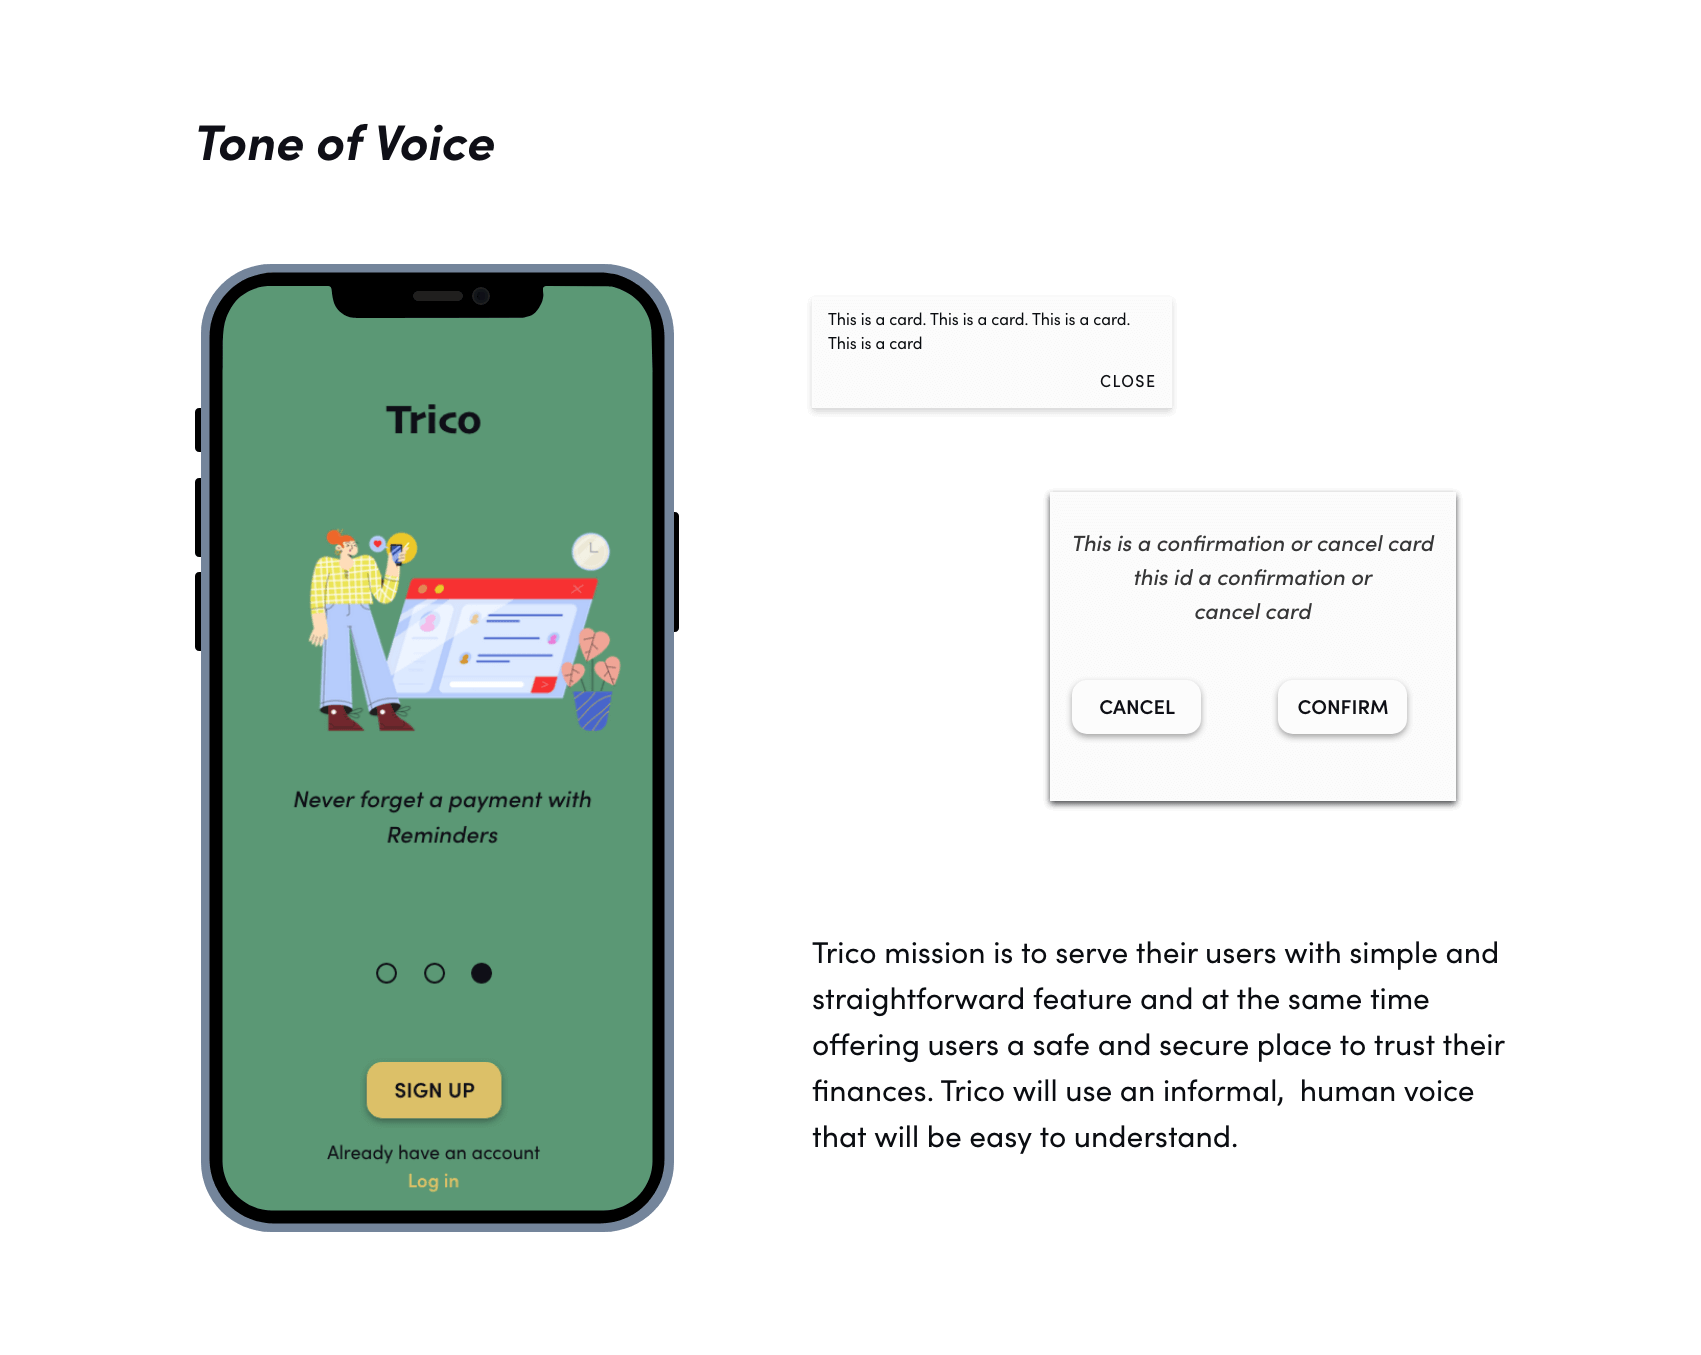 Tone of Voice
Trico
Never forget a payment with
Reminders
SIGN UP
Already have an account
Log in
This is a card. This is a card. This is a card.
This is a card
CLOSE
This is a confirmation or cancel card
this id a confirmation or
cancel card
CANCEL
CONFIRM
Trico mission is to serve their users with simple and
straightforward feature and at the same time
offering users a safe and secure place to trust their
finances. Trico will use an informal,  human voice
that will be easy to understand.